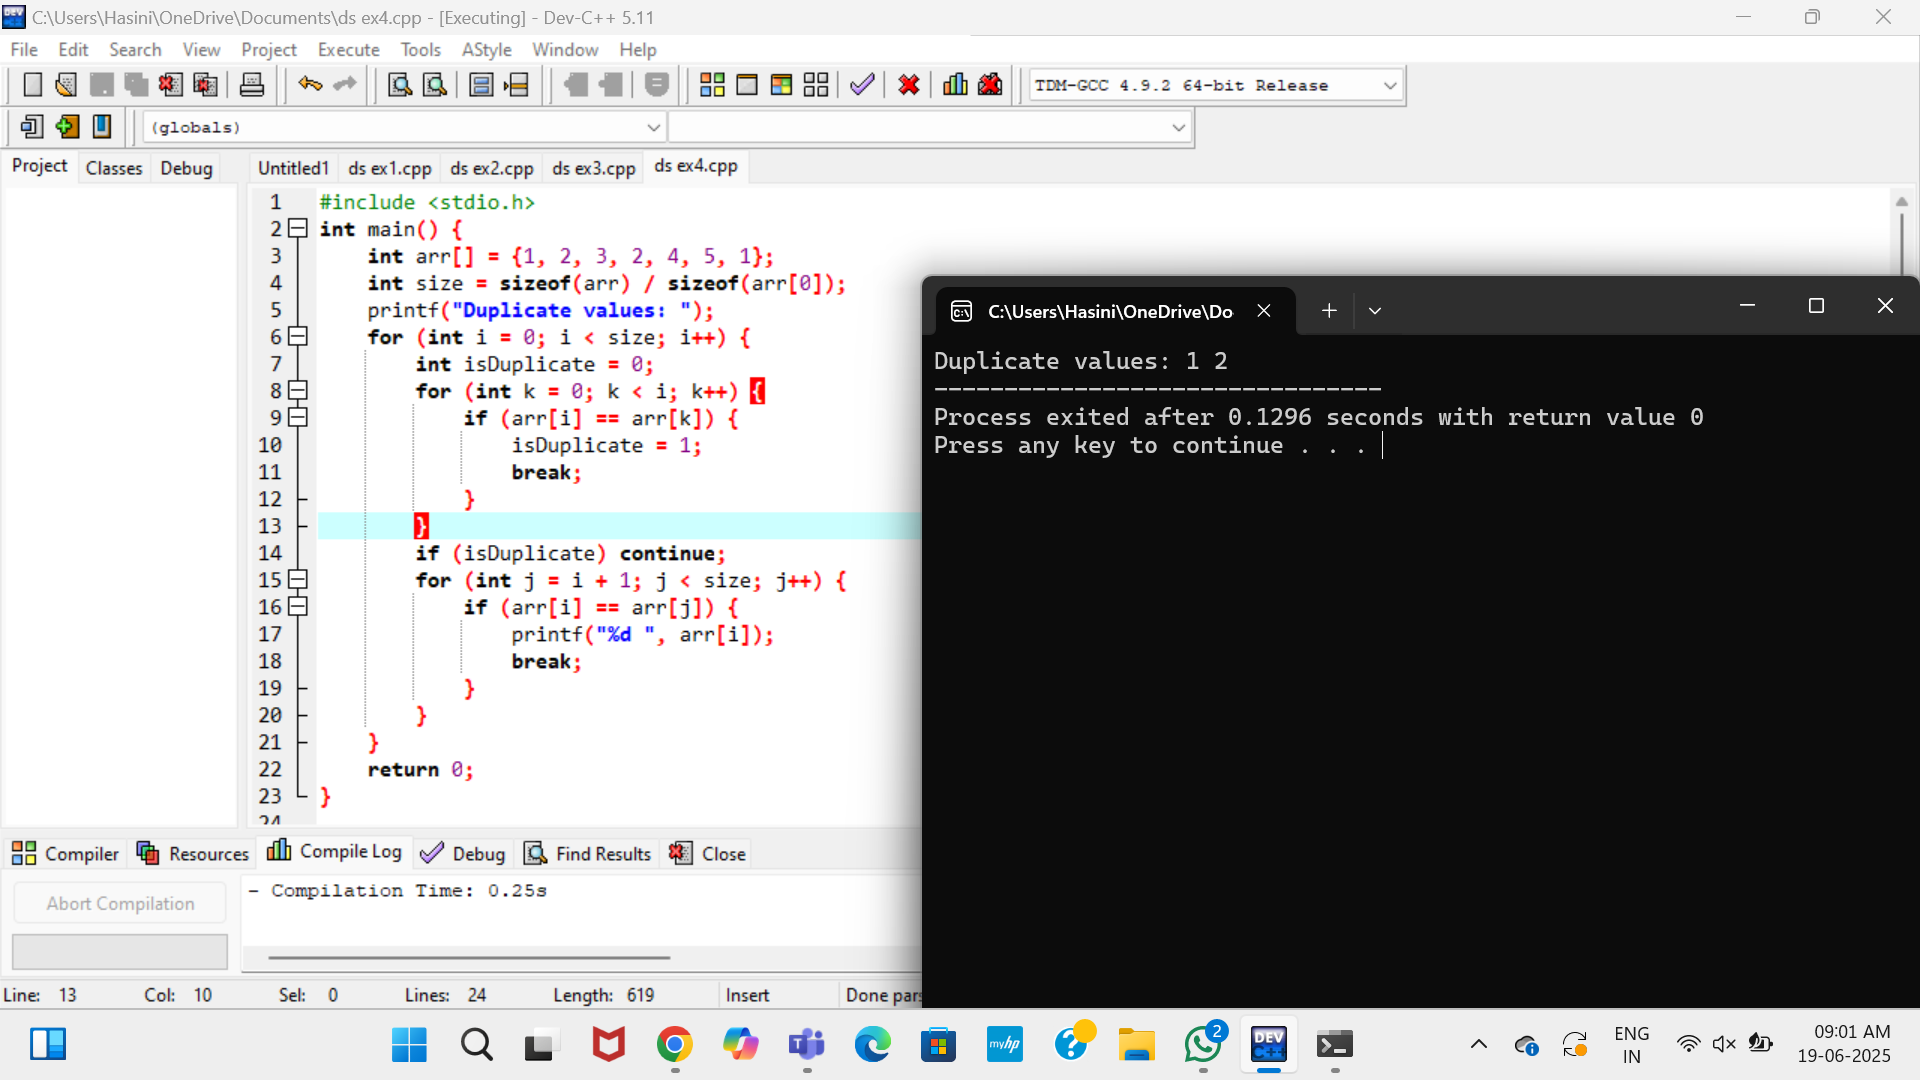 C:\Users\Hasini\OneDrive\Documents\ds ex4.cpp - [Executing] - Dev-C++ 5.11
File Edit Search View Project Execute Tools AStyle Window Help
TDM-GCC 4.9.2 64-bit Release
(globals)
Project Classes Debug
Untitled1 ds ex1.cpp ds ex2.cpp ds ex3.cpp ds ex4.cpp
1 #include <stdio.h>
2 int main() {
3     int arr[] = {1, 2, 3, 2, 4, 5, 1};
4     int size = sizeof(arr) / sizeof(arr[0]);
5     printf("Duplicate values: ");
6     for (int i = 0; i < size; i++) {
7         int isDuplicate = 0;
8         for (int k = 0; k < i; k++) {
9             if (arr[i] == arr[k]) {
10                 isDuplicate = 1;
11                 break;
12             }
13         }
14         if (isDuplicate) continue;
15         for (int j = i + 1; j < size; j++) {
16             if (arr[i] == arr[j]) {
17                 printf("%d ", arr[i]);
18                 break;
19             }
20         }
21     }
22     return 0;
23 }
24
C:\Users\Hasini\OneDrive\Do
Duplicate values: 1 2
--------------------------------
Process exited after 0.1296 seconds with return value 0
Press any key to continue . . .
Compiler Resources Compile Log Debug Find Results Close
Abort Compilation
- Compilation Time: 0.25s
Line: 13 Col: 10 Sel: 0 Lines: 24 Length: 619 Insert Done pars
myhp
2
DEV C++
ENG
IN
09:01 AM
19-06-2025